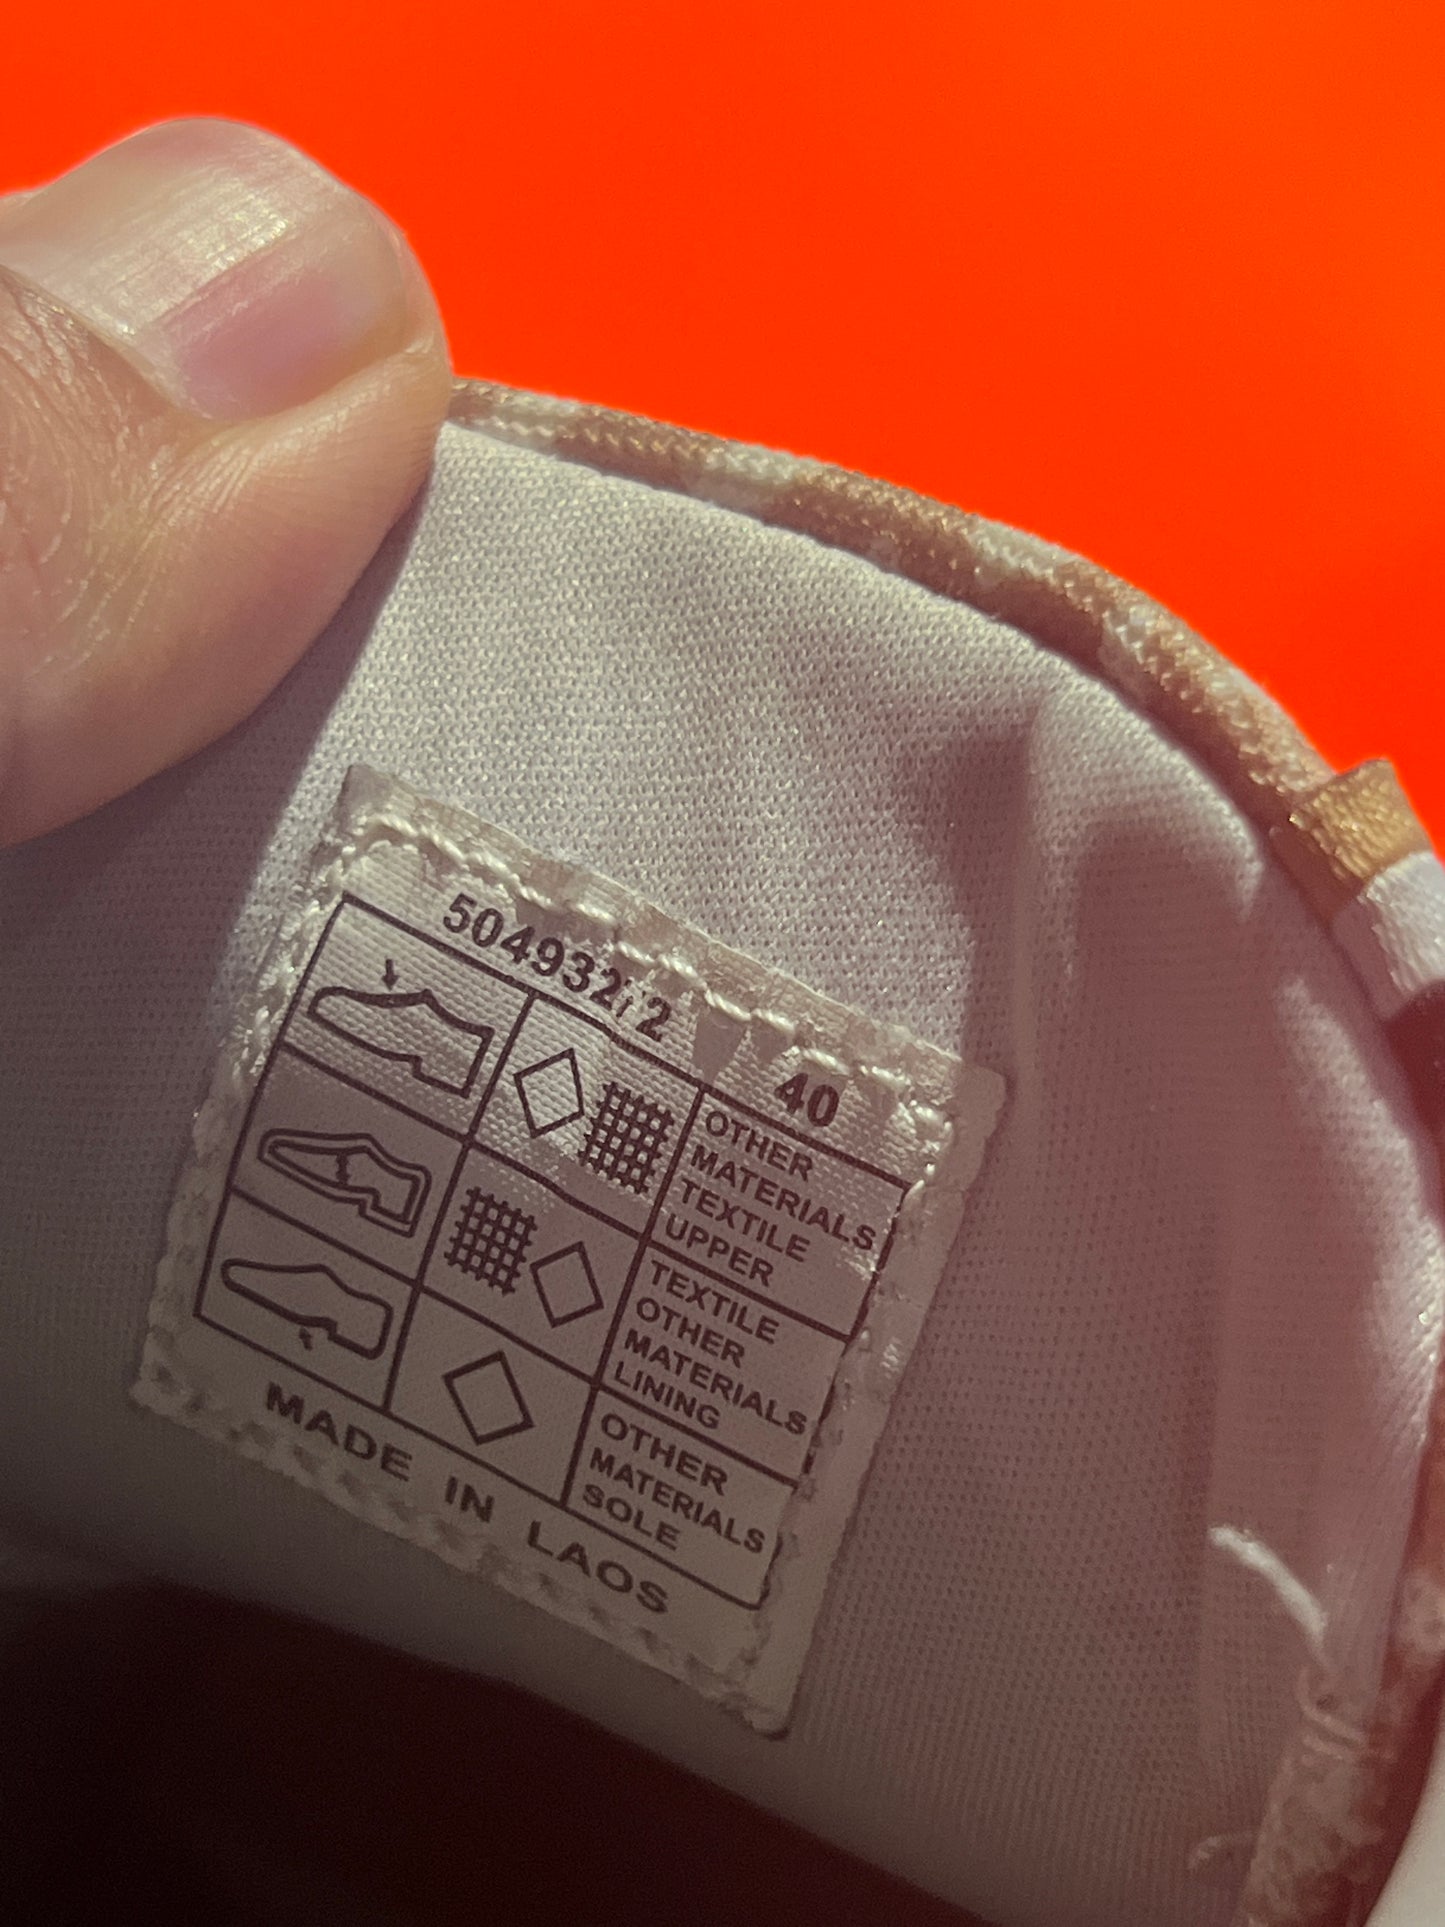 504932/2 40
OTHER
MATERIALS
TEXTILE
UPPER
TEXTILE
OTHER
MATERIALS
LINING
OTHER
MATERIALS
SOLE
MADE IN LAOS